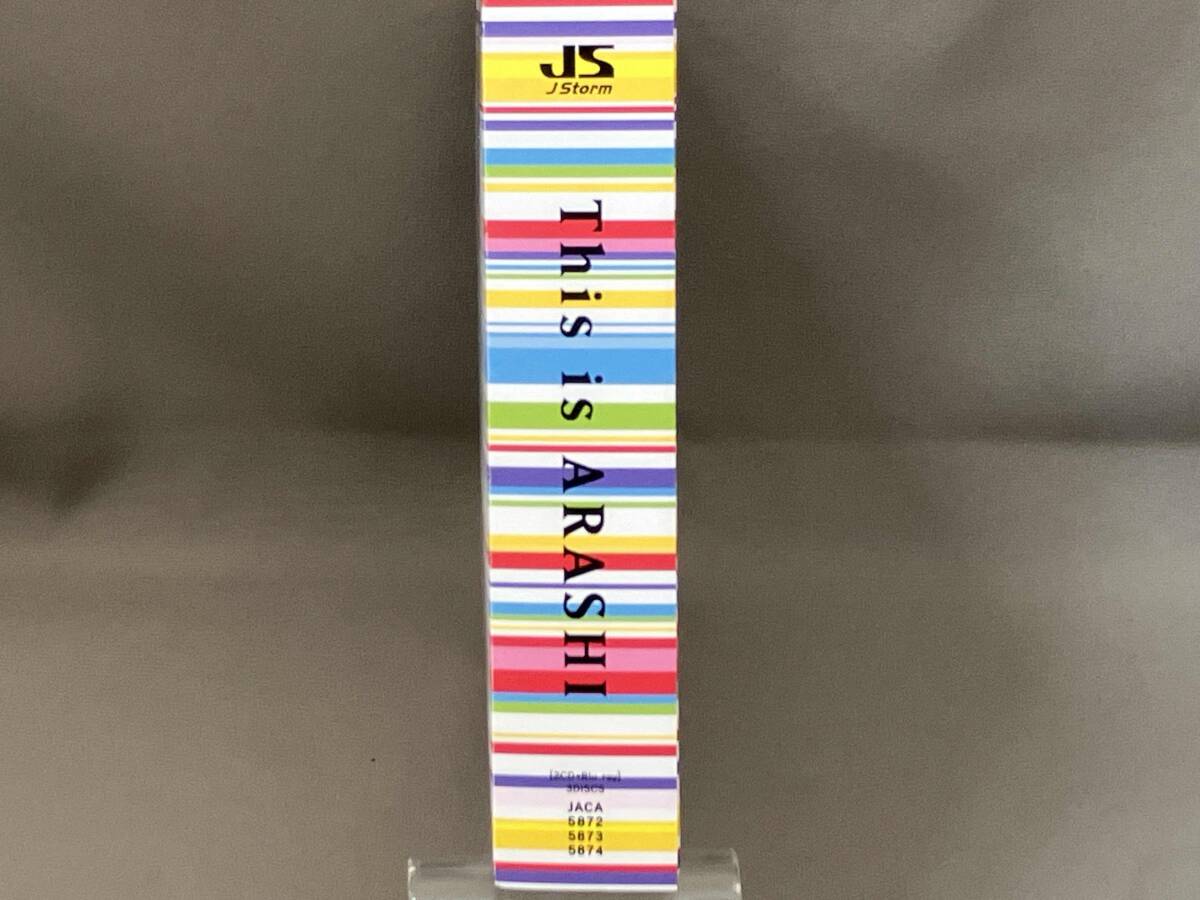 JS
J Storm
This is ARASHI
[2CD+Blu-ray]
3DISCS
JACA
5872
5873
5874